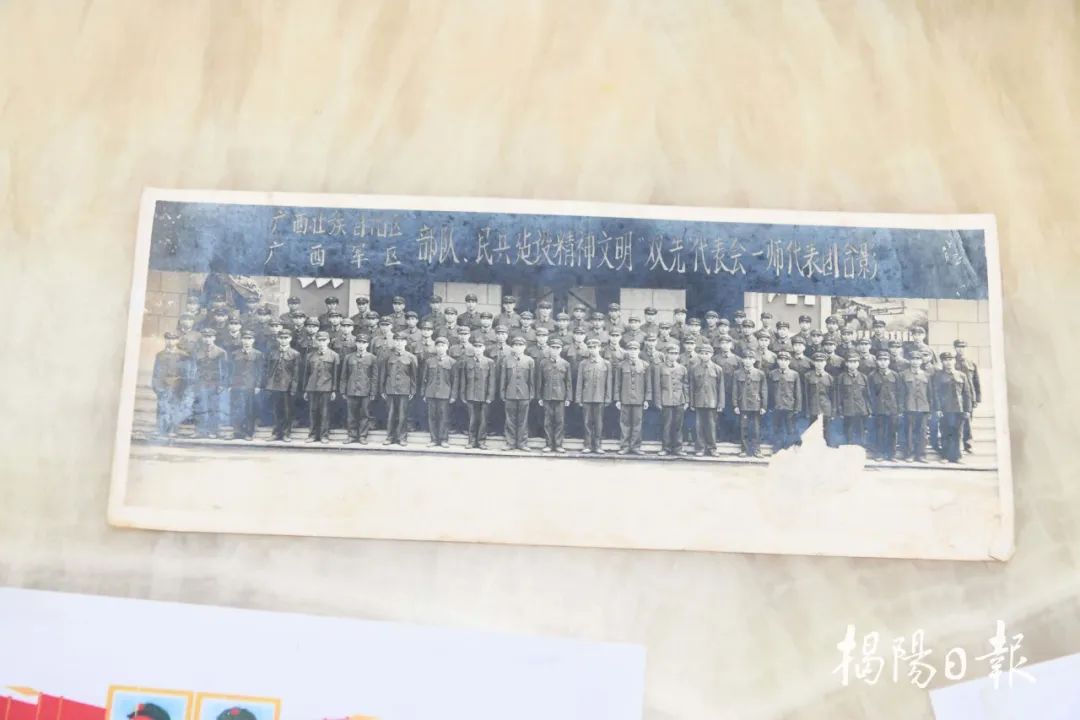 广西壮族自治区
广西军区
部队、民兵建设精神文明“双先”代表会一师代表团合影
揭陽日報